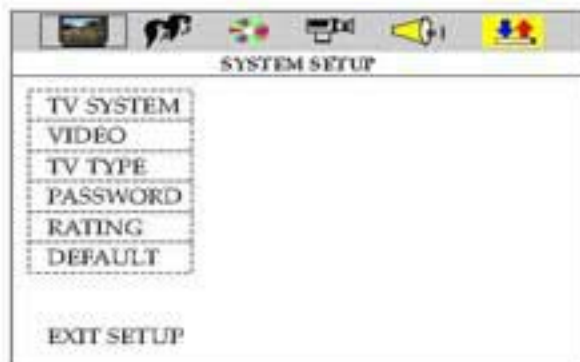 SYSTEM SETUP
TV SYSTEM
VIDEO
TV TYPE
PASSWORD
RATING
DEFAULT
EXIT SETUP